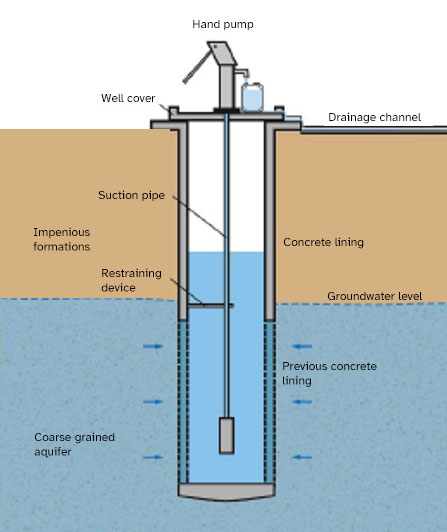 Hand pump
Well cover
Drainage channel
Suction pipe
Impenious
formations
Concrete lining
Restraining
device
Groundwater level
Previous concrete
lining
Coarse grained
aquifer